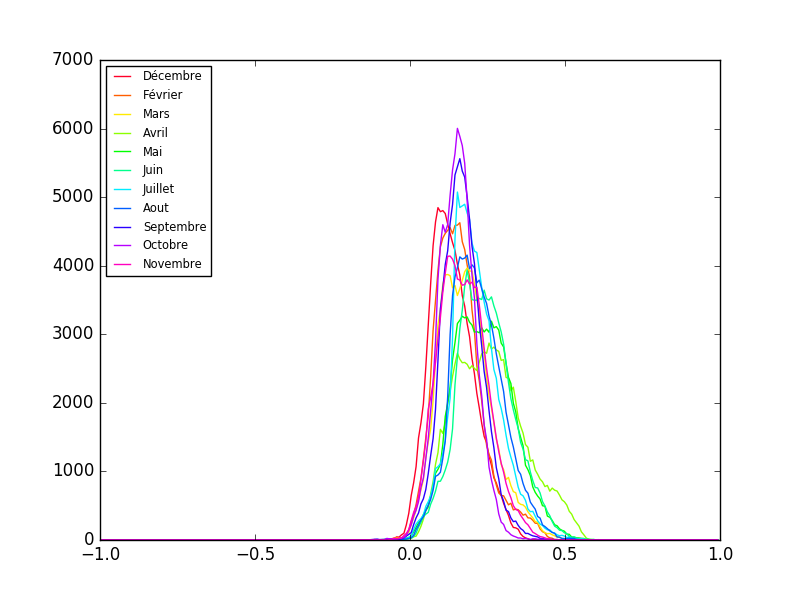 7000
6000
5000
4000
3000
2000
1000
0
Décembre
Février
Mars
Avril
Mai
Juin
Juillet
Aout
Septembre
Octobre
Novembre
−1.0 −0.5 0.0 0.5 1.0